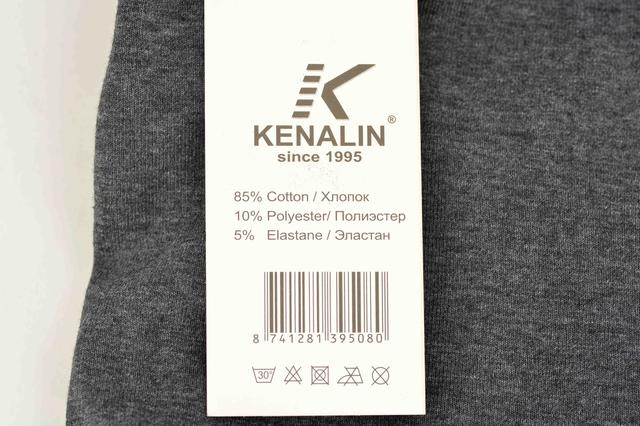 KENALIN®
since 1995
85% Cotton / Хлопок
10% Polyester/ Полиэстер
5% Elastane / Эластан
8 741281 395080
30°